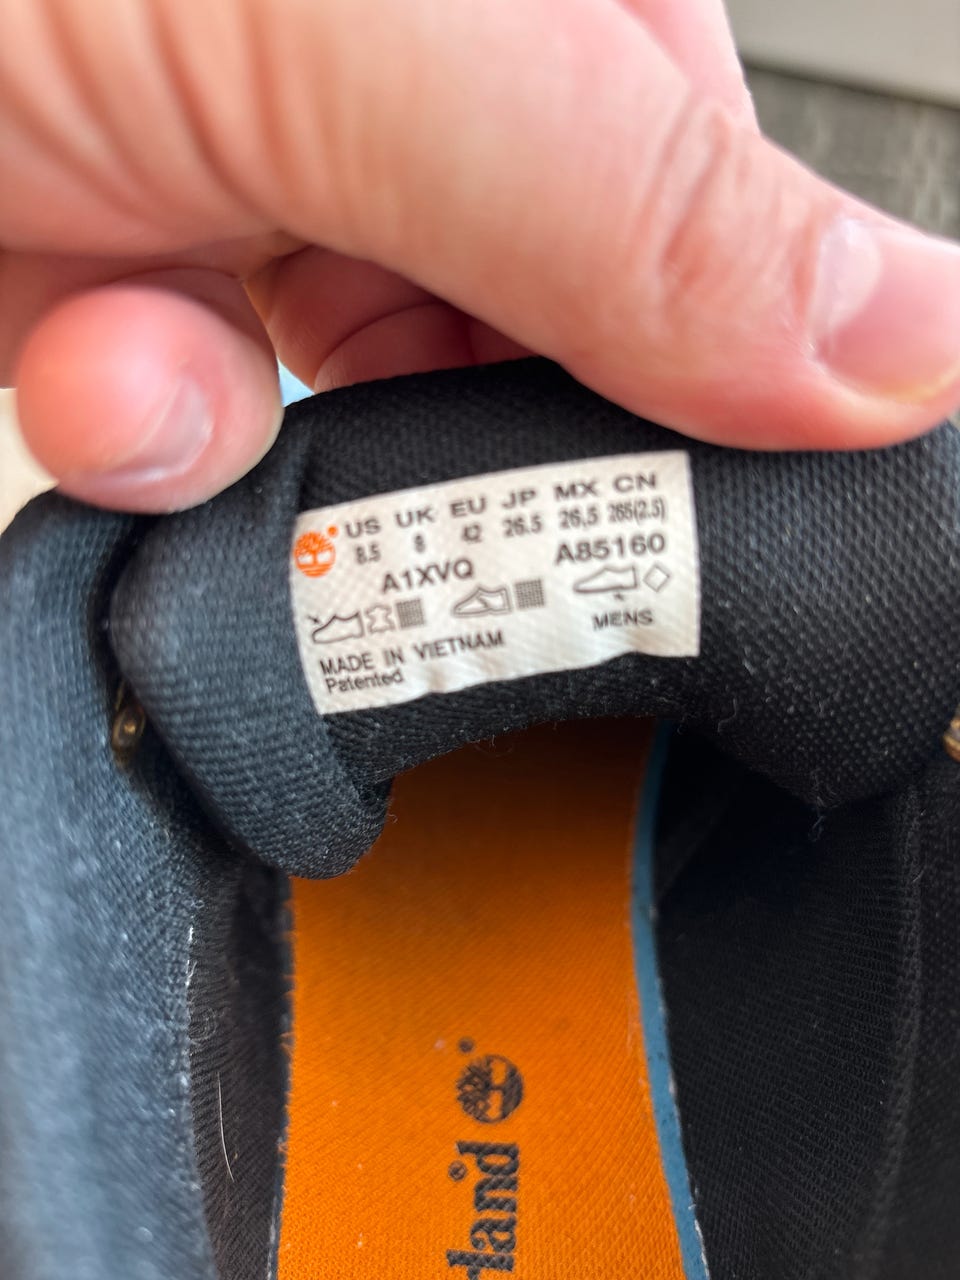 US UK EU JP MX CN
8.5 8 42 26.5 26,5 265(2.5)
A1XVQ A85160
MENS
MADE IN VIETNAM
Patented
rland®